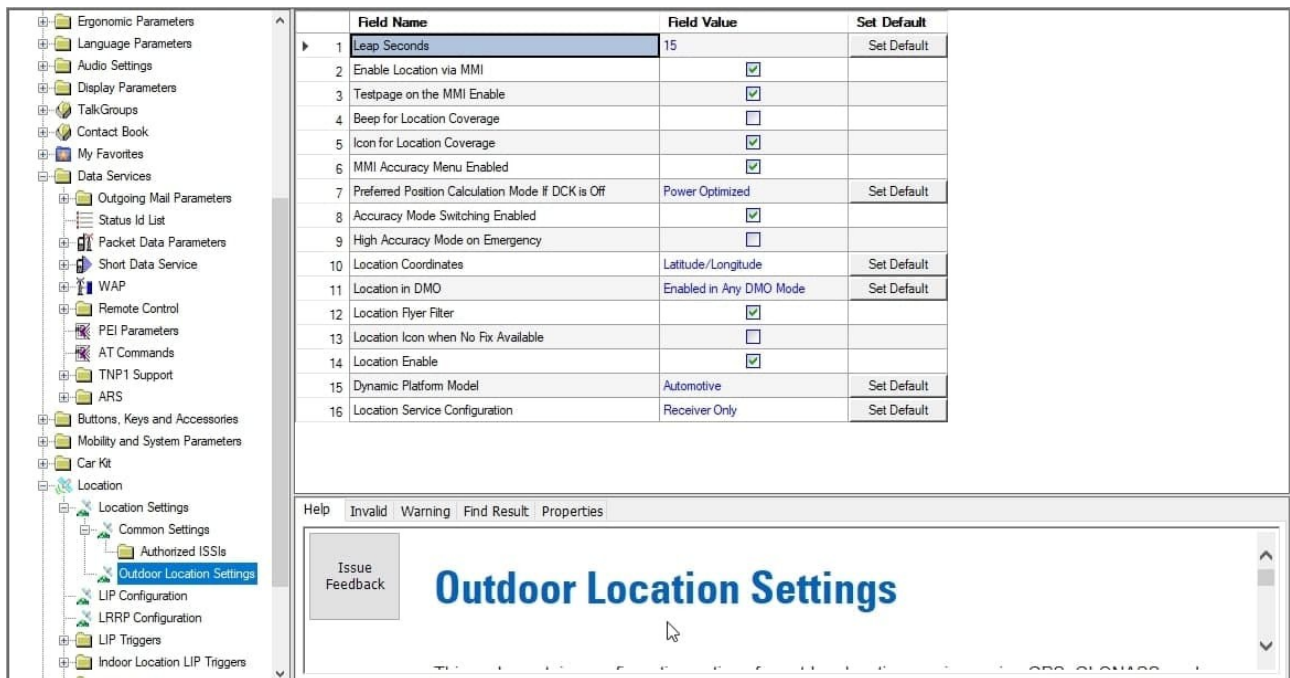 Ergonomic Parameters
Language Parameters
Audio Settings
Display Parameters
TalkGroups
Contact Book
My Favorites
Data Services
Outgoing Mail Parameters
Status Id List
Packet Data Parameters
Short Data Service
WAP
Remote Control
PEI Parameters
AT Commands
TNP1 Support
ARS
Buttons, Keys and Accessories
Mobility and System Parameters
Car Kit
Location
Location Settings
Common Settings
Authorized ISSIs
Outdoor Location Settings
LIP Configuration
LRRP Configuration
LIP Triggers
Indoor Location LIP Triggers
Field Name Field Value Set Default
1 Leap Seconds 15 Set Default
2 Enable Location via MMI
3 Testpage on the MMI Enable
4 Beep for Location Coverage
5 Icon for Location Coverage
6 MMI Accuracy Menu Enabled
7 Preferred Position Calculation Mode If DCK is Off Power Optimized Set Default
8 Accuracy Mode Switching Enabled
9 High Accuracy Mode on Emergency
10 Location Coordinates Latitude/Longitude Set Default
11 Location in DMO Enabled in Any DMO Mode Set Default
12 Location Flyer Filter
13 Location Icon when No Fix Available
14 Location Enable
15 Dynamic Platform Model Automotive Set Default
16 Location Service Configuration Receiver Only Set Default
Help Invalid Warning Find Result Properties
Issue
Feedback
Outdoor Location Settings